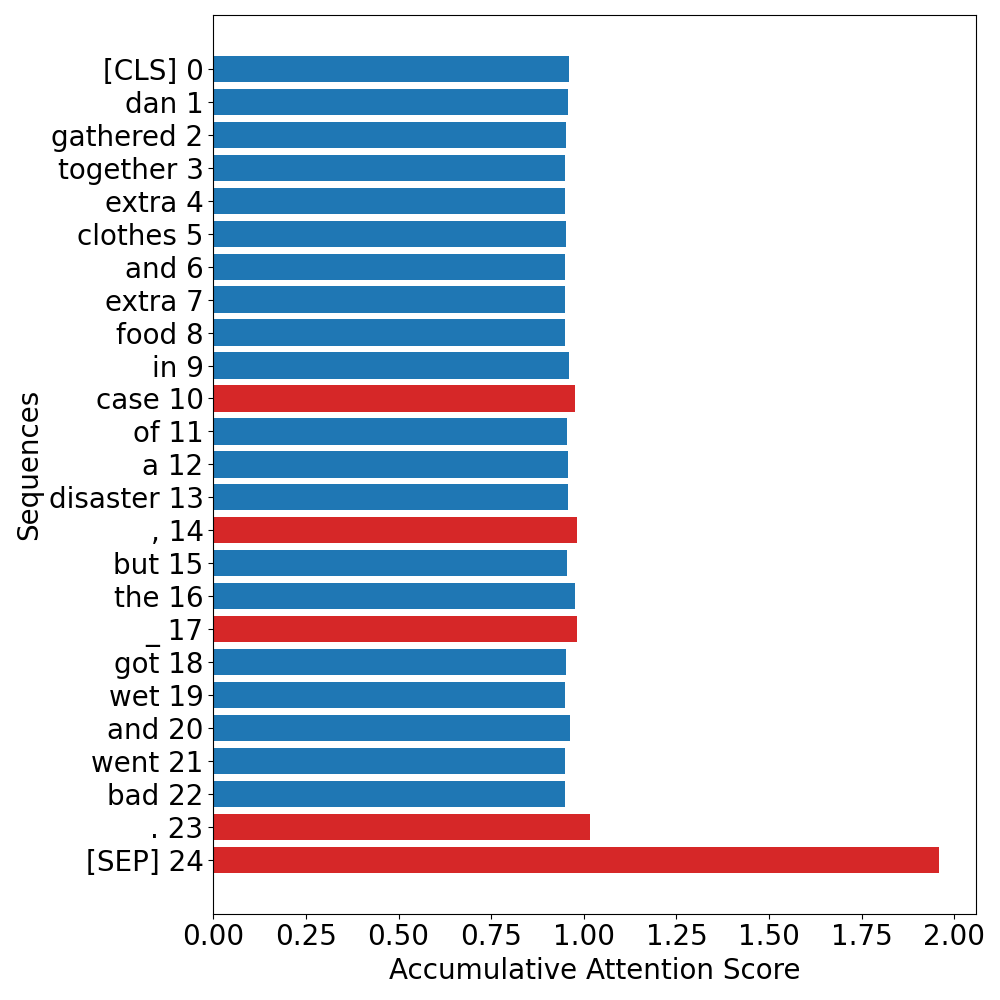 [CLS] 0
dan 1
gathered 2
together 3
extra 4
clothes 5
and 6
extra 7
food 8
in 9
case 10
of 11
a 12
disaster 13
, 14
but 15
the 16
_ 17
got 18
wet 19
and 20
went 21
bad 22
. 23
[SEP] 24
Sequences
0.00 0.25 0.50 0.75 1.00 1.25 1.50 1.75 2.00
Accumulative Attention Score